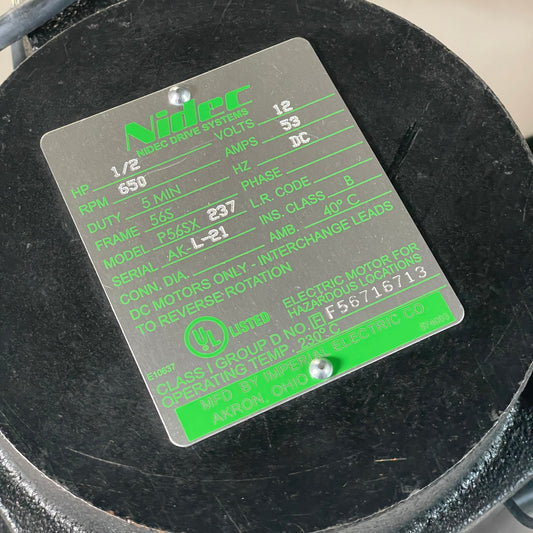 Nidec
NIDEC DRIVE SYSTEMS
HP 1/2 VOLTS 12
RPM 650 AMPS 53
DUTY 5 MIN HZ DC
FRAME 56S PHASE
MODEL P56SX 237 L.R. CODE
SERIAL AK- L-21 INS. CLASS B
CONN. DIA. AMB. 40° C
DC MOTORS ONLY - INTERCHANGE LEADS
TO REVERSE ROTATION
UL LISTED
ELECTRIC MOTOR FOR
HAZARDOUS LOCATIONS
E10637
CLASS I GROUP D NO. E F56716713
OPERATING TEMP. 230° C
MFD BY IMPERIAL ELECTRIC CO.
AKRON, OHIO